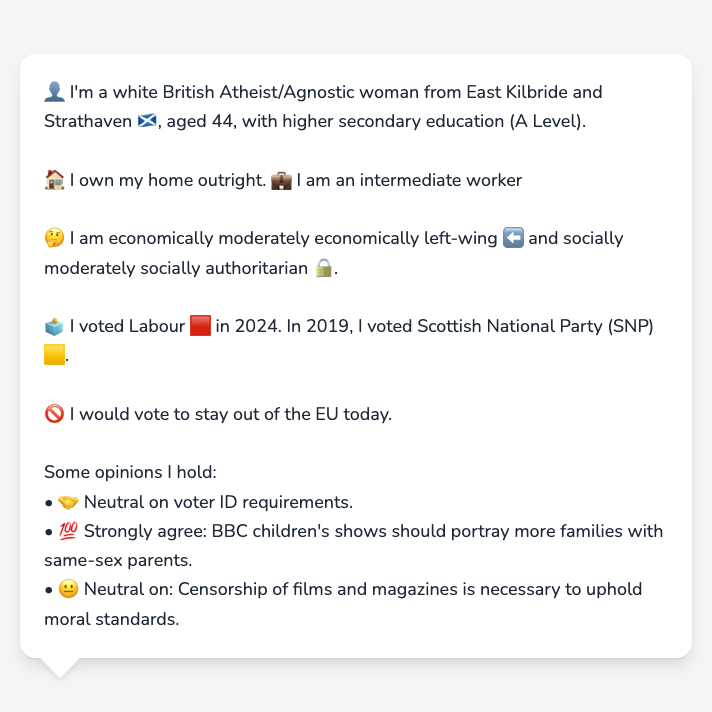 👤 I'm a white British Atheist/Agnostic woman from East Kilbride and
Strathaven 🏴󠁧󠁢󠁳󠁣󠁴󠁿, aged 44, with higher secondary education (A Level).
🏠 I own my home outright. 💼 I am an intermediate worker
🤔 I am economically moderately economically left-wing ⬅️ and socially
moderately socially authoritarian 🔒.
🗳️ I voted Labour 🟥 in 2024. In 2019, I voted Scottish National Party (SNP)
🟨.
🚫 I would vote to stay out of the EU today.
Some opinions I hold:
• 🤝 Neutral on voter ID requirements.
• 💯 Strongly agree: BBC children's shows should portray more families with
same-sex parents.
• 😐 Neutral on: Censorship of films and magazines is necessary to uphold
moral standards.